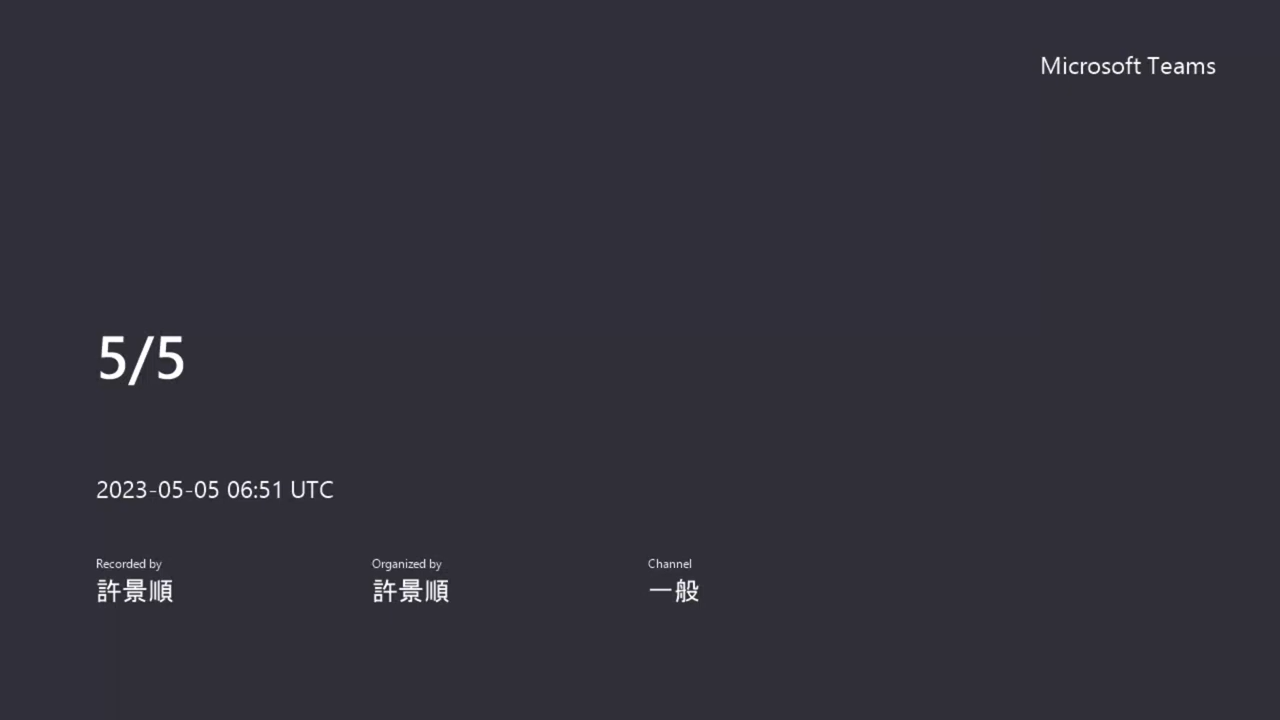 Microsoft Teams
5/5
2023-05-05 06:51 UTC
Recorded by
許景順
Organized by
許景順
Channel
一般